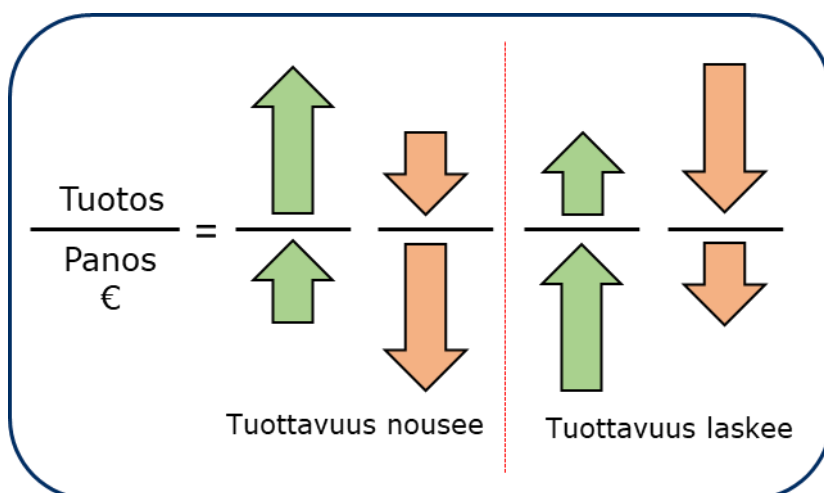 Tuotos
=
Panos
€
Tuottavuus nousee
Tuottavuus laskee